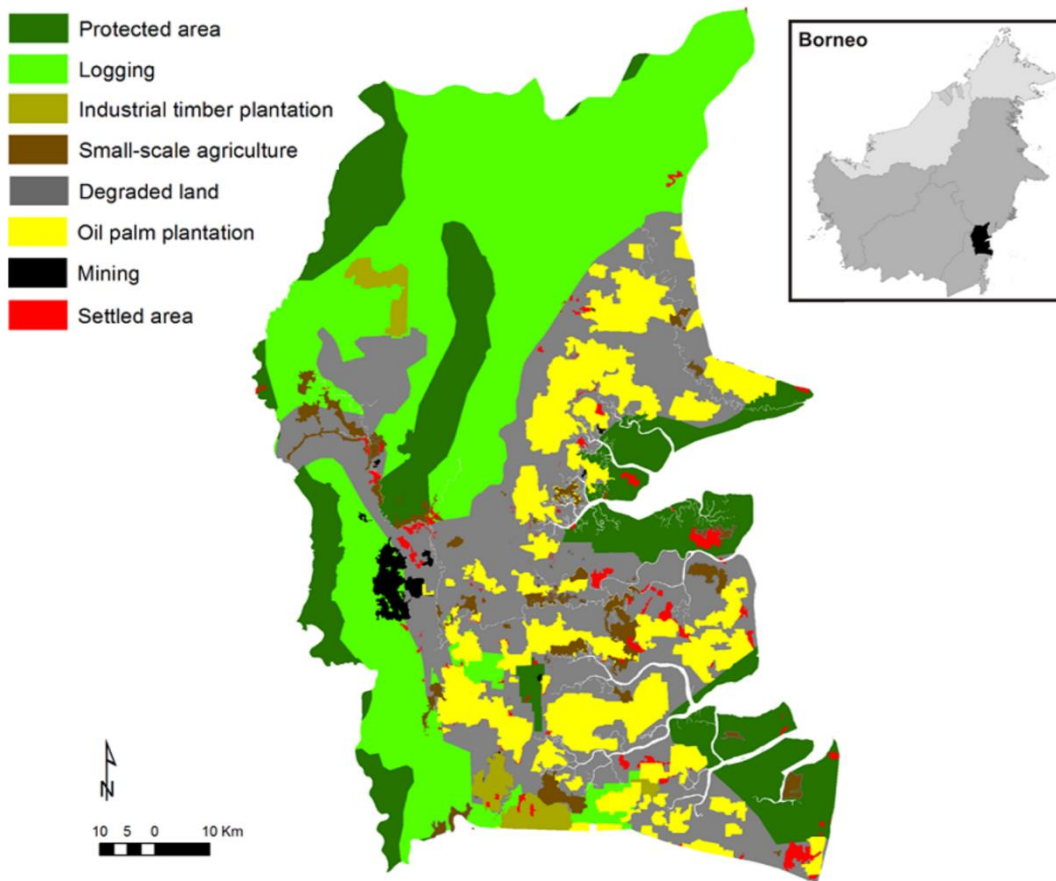 Protected area
Logging
Industrial timber plantation
Small-scale agriculture
Degraded land
Oil palm plantation
Mining
Settled area
Borneo
N
10 5 0 10 Km